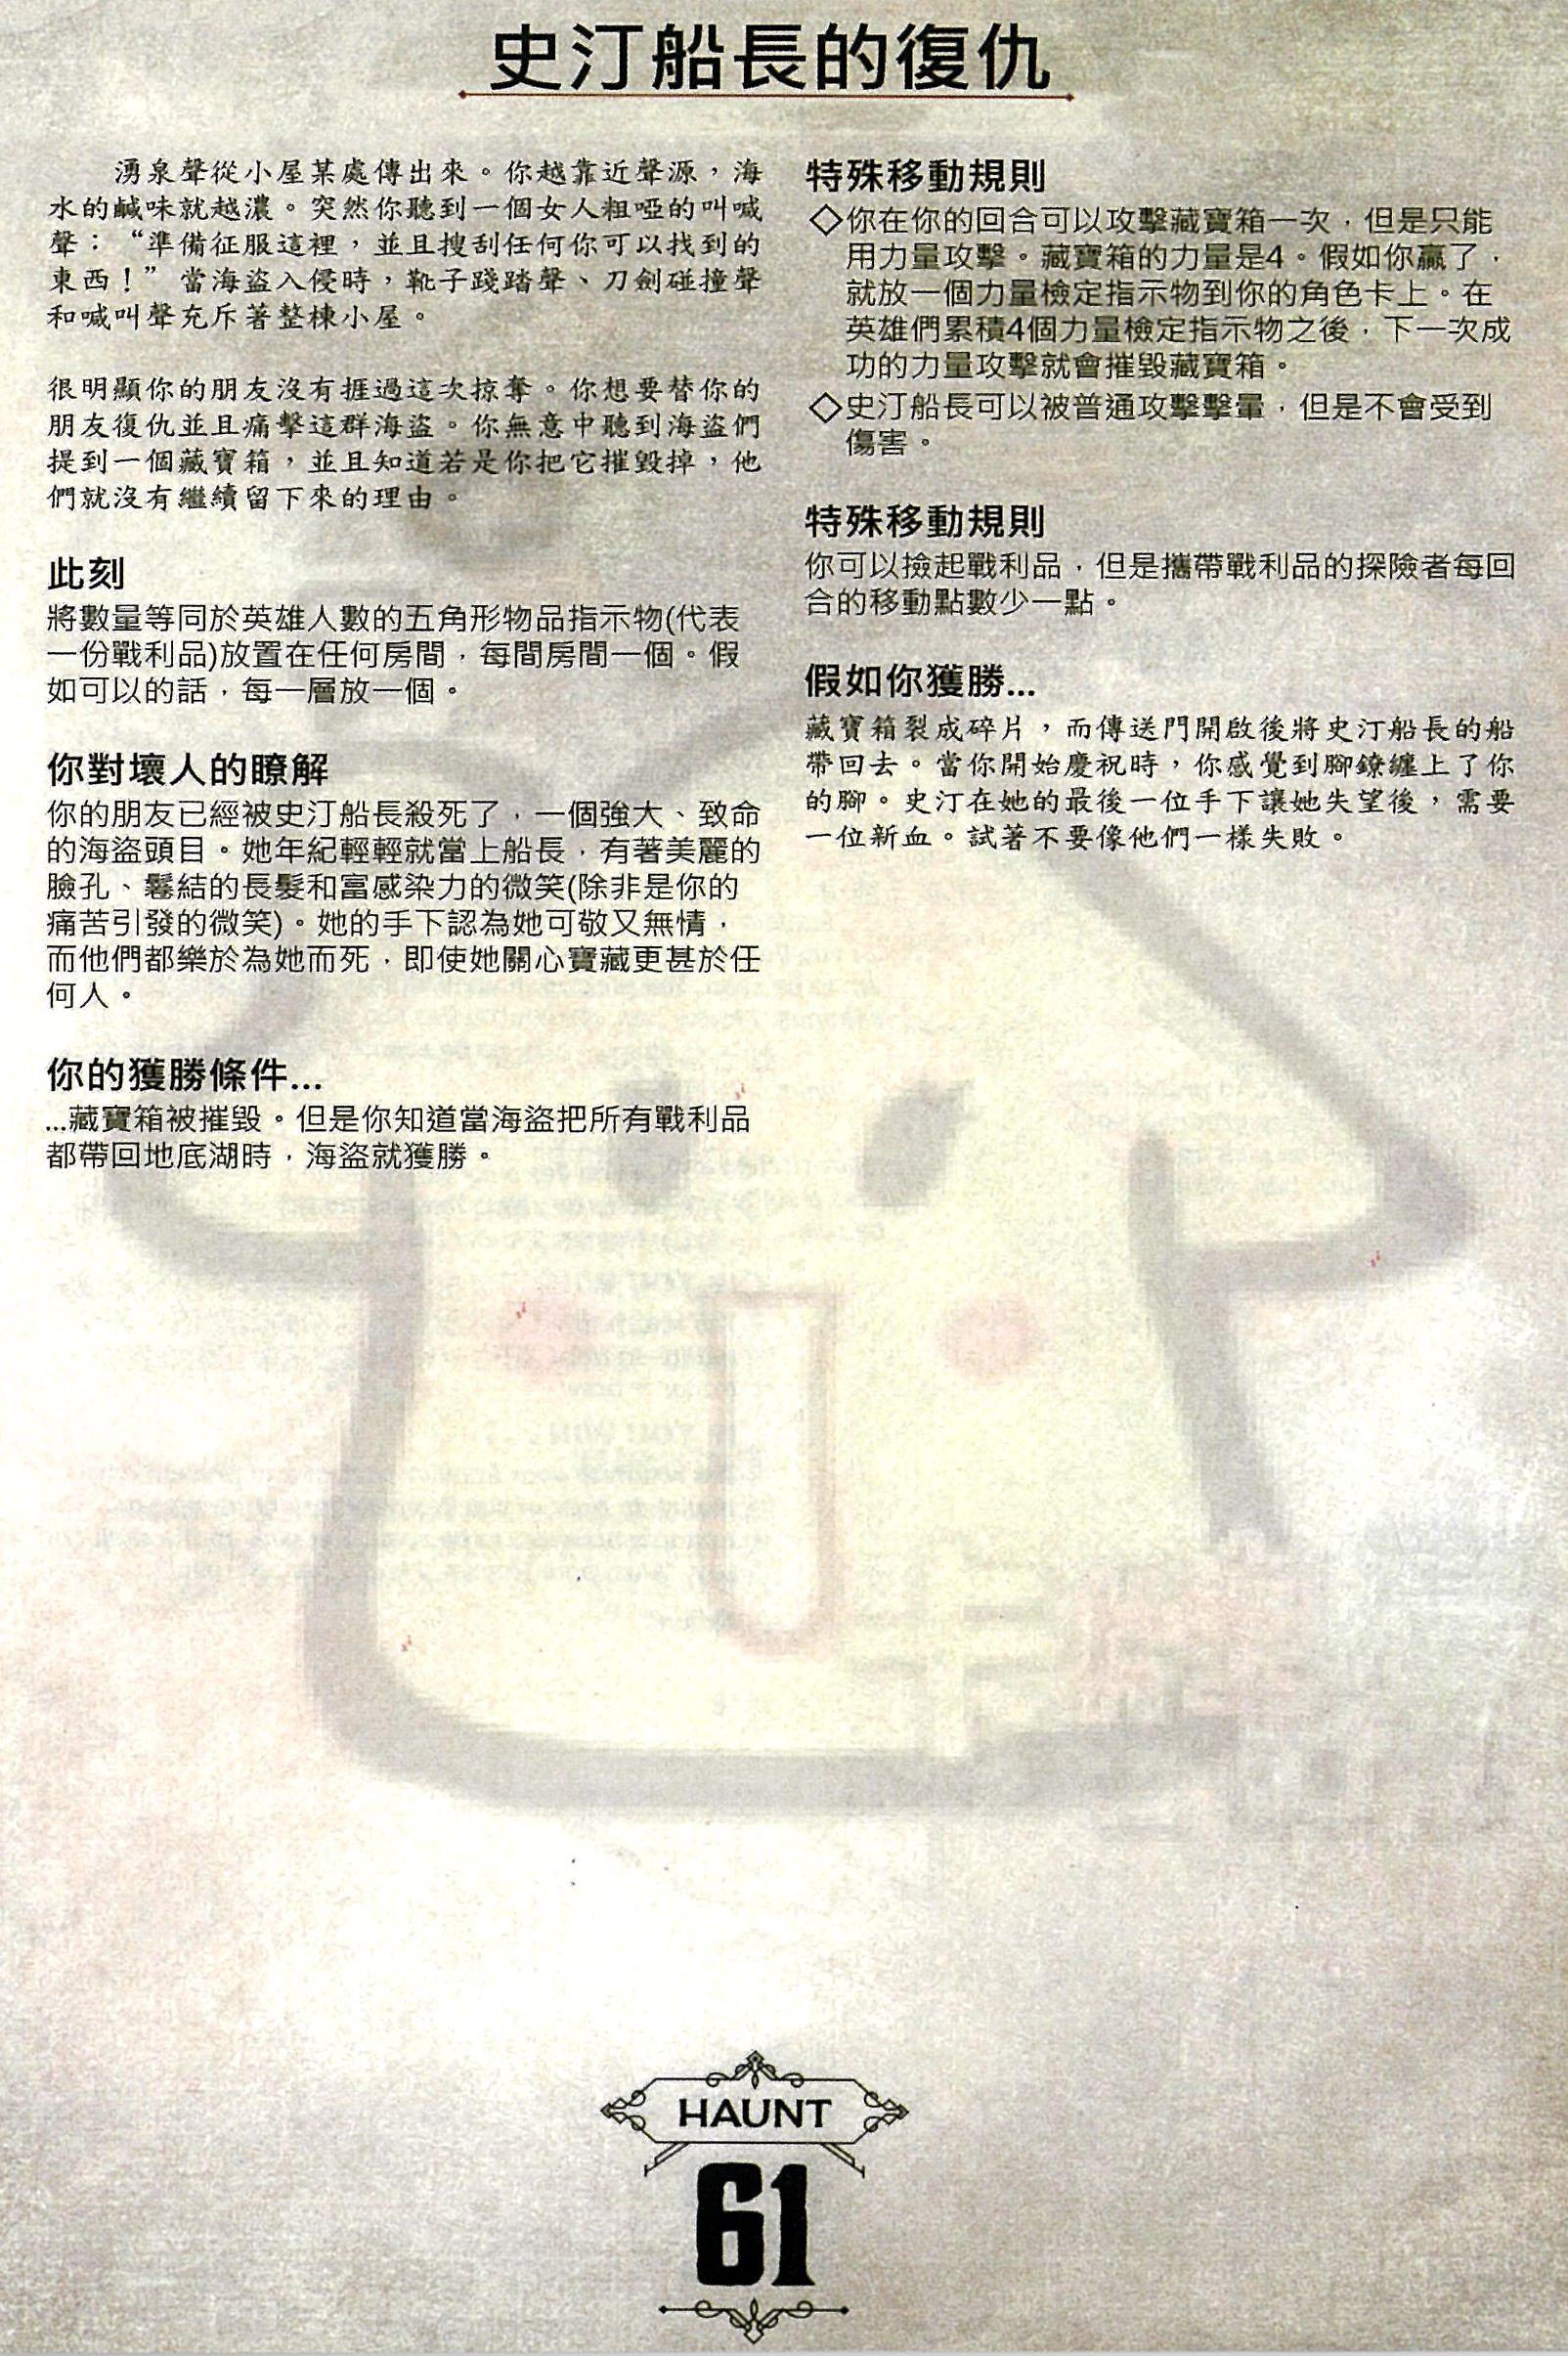 史汀船長的復仇
湧泉聲從小屋某處傳出來。你越靠近聲源，海
水的鹹味就越濃。突然你聽到一個女人粗啞的叫喊
聲：“準備征服這裡，並且搜刮任何你可以找到的
東西！”當海盜入侵時，靴子踐踏聲、刀劍碰撞聲
和喊叫聲充斥著整棟小屋。
很明顯你的朋友沒有捱過這次掠奪。你想要替你的
朋友復仇並且痛擊這群海盜。你無意中聽到海盜們
提到一個藏寶箱，並且知道若是你把它摧毀掉，他
們就沒有繼續留下來的理由。
此刻
將數量等同於英雄人數的五角形物品指示物(代表
一份戰利品)放置在任何房間，每間房間一個。假
如可以的話，每一層放一個。
你對壞人的瞭解
你的朋友已經被史汀船長殺死了，一個強大、致命
的海盜頭目。她年紀輕輕就當上船長，有著美麗的
臉孔、鬈結的長髮和富感染力的微笑(除非是你的
痛苦引發的微笑)。她的手下認為她可敬又無情，
而他們都樂於為她而死，即使她關心寶藏更甚於任
何人。
你的獲勝條件...
...藏寶箱被摧毀。但是你知道當海盜把所有戰利品
都帶回地底湖時，海盜就獲勝。
特殊移動規則
◇你在你的回合可以攻擊藏寶箱一次，但是只能
用力量攻擊。藏寶箱的力量是4。假如你贏了，
就放一個力量檢定指示物到你的角色卡上。在
英雄們累積4個力量檢定指示物之後，下一次成
功的力量攻擊就會摧毀藏寶箱。
◇史汀船長可以被普通攻擊擊暈，但是不會受到
傷害。
特殊移動規則
你可以撿起戰利品，但是攜帶戰利品的探險者每回
合的移動點數少一點。
假如你獲勝...
藏寶箱裂成碎片，而傳送門開啟後將史汀船長的船
帶回去。當你開始慶祝時，你感覺到腳鐐纏上了你
的腳。史汀在她的最後一位手下讓她失望後，需要
一位新血。試著不要像他們一樣失敗。
HAUNT
61